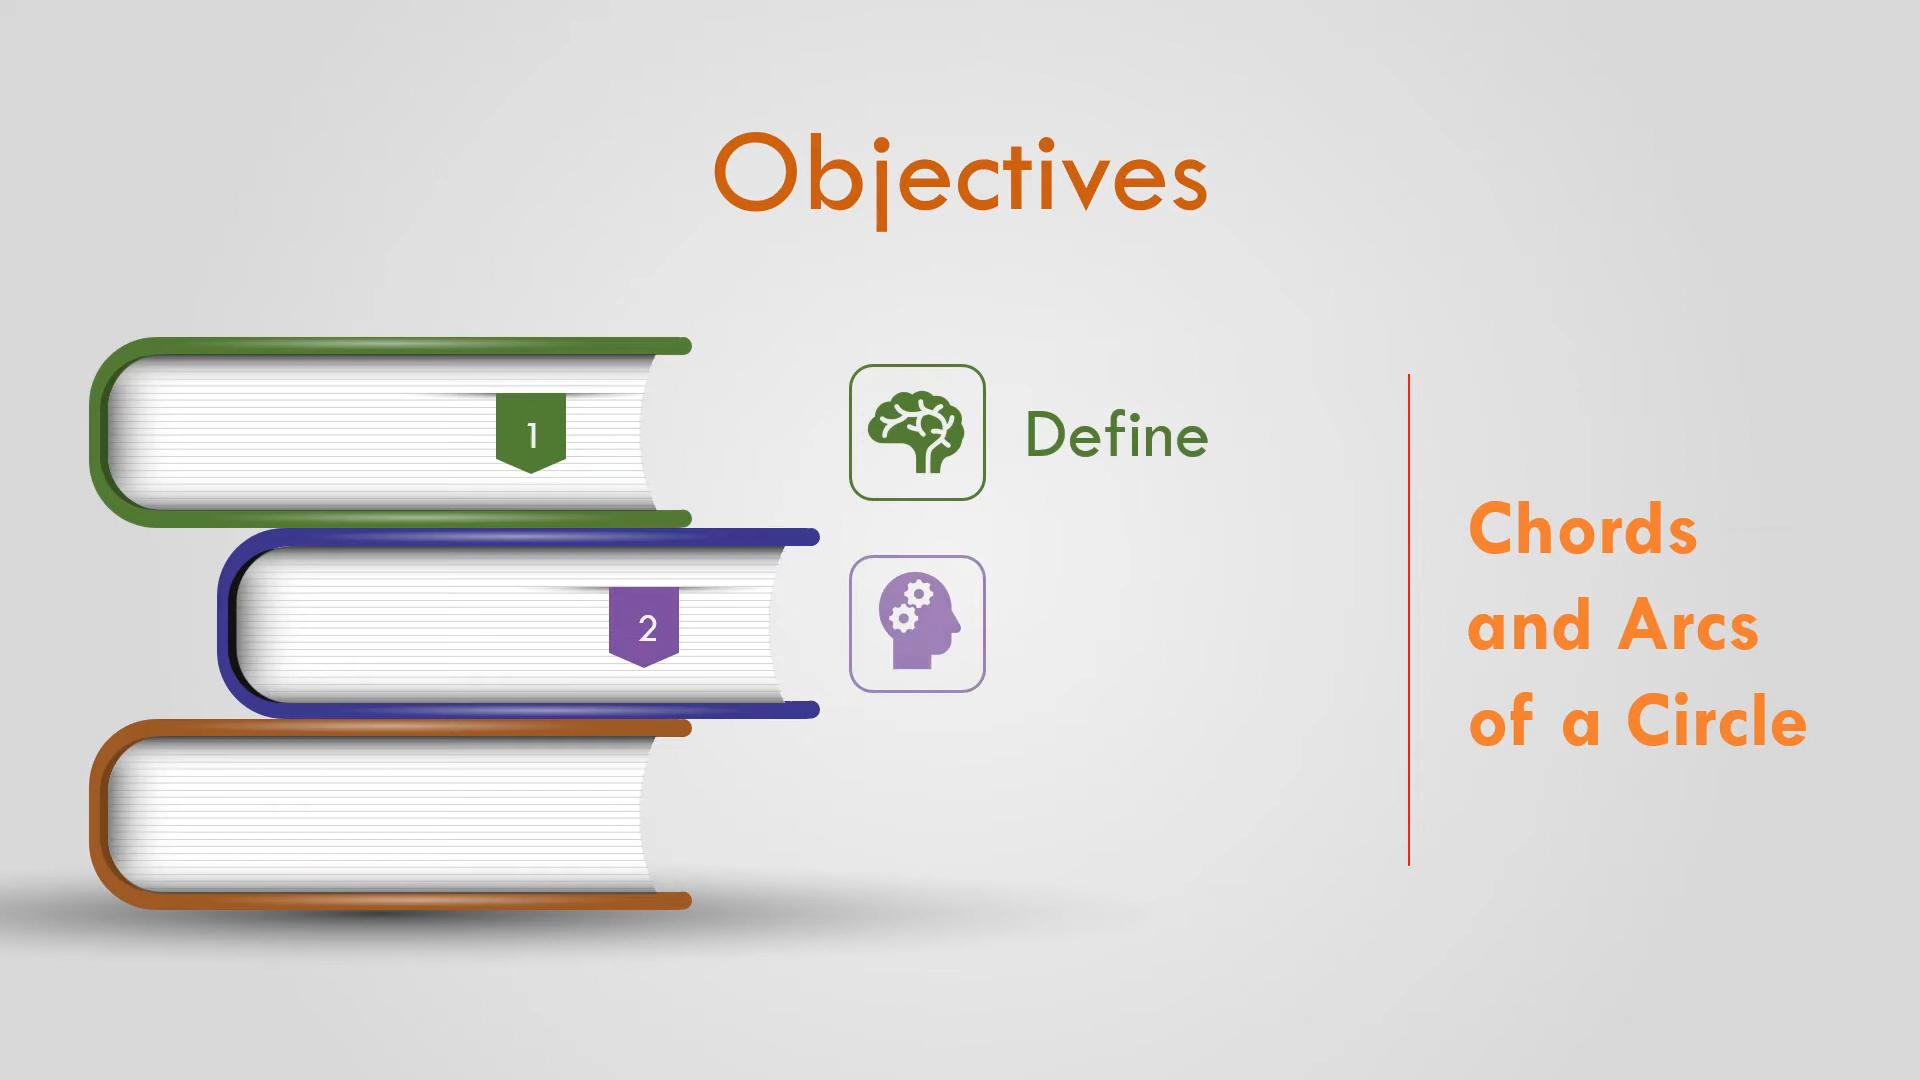 Objectives
1
Define
2
Chords
and Arcs
of a Circle